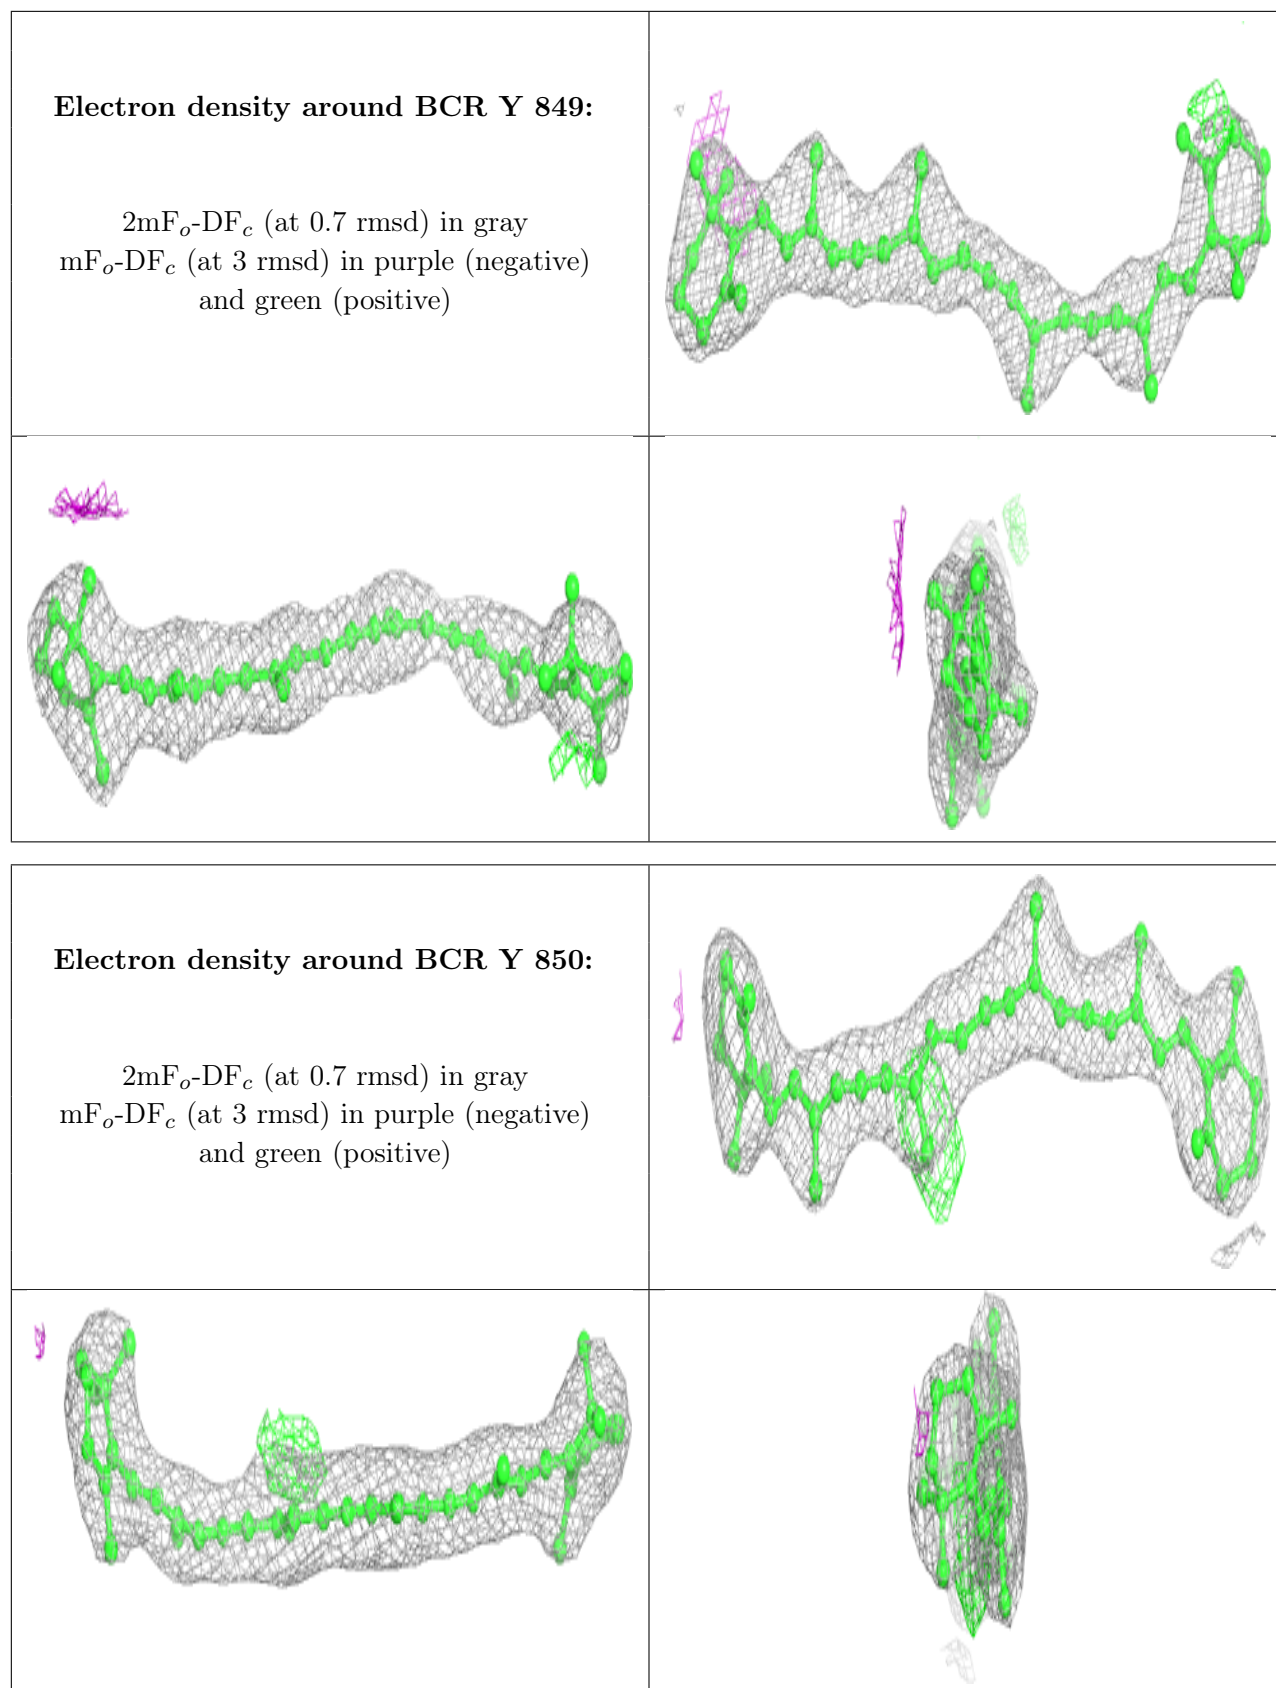 Electron density around BCR Y 849:
2mFo-DFc (at 0.7 rmsd) in gray
mFo-DFc (at 3 rmsd) in purple (negative)
and green (positive)
Electron density around BCR Y 850:
2mFo-DFc (at 0.7 rmsd) in gray
mFo-DFc (at 3 rmsd) in purple (negative)
and green (positive)